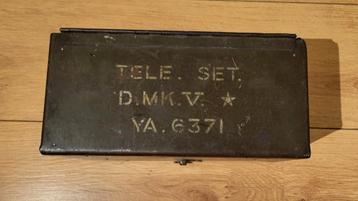 TELE. SET.
D.MK.V. ★
YA.6371